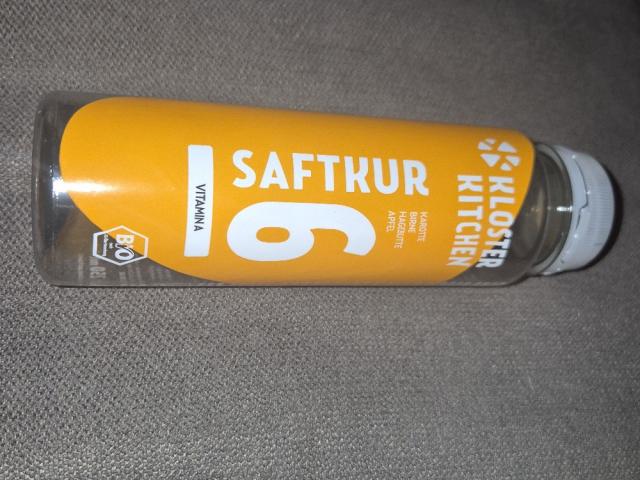 KLOSTER
KITCHEN
KAROTTE
BIRNE
HAGEBUTTE
APFEL
SAFTKUR
6
VITAMINA
Bio